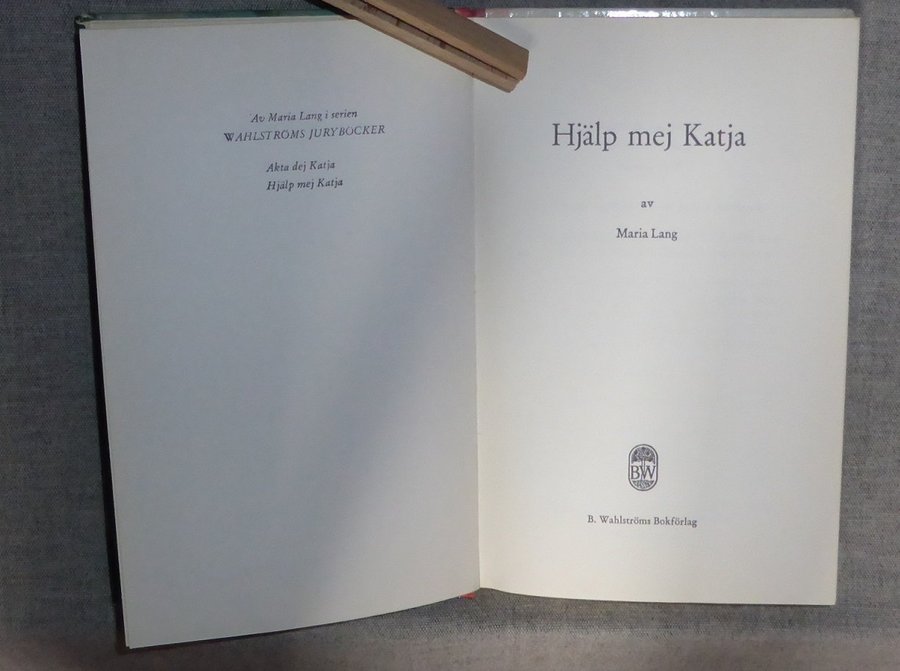 Av Maria Lang i serien
WAHLSTRÖMS JURYBÖCKER
Akta dej Katja
Hjälp mej Katja
Hjälp mej Katja
av
Maria Lang
BW
B. Wahlströms Bokförlag